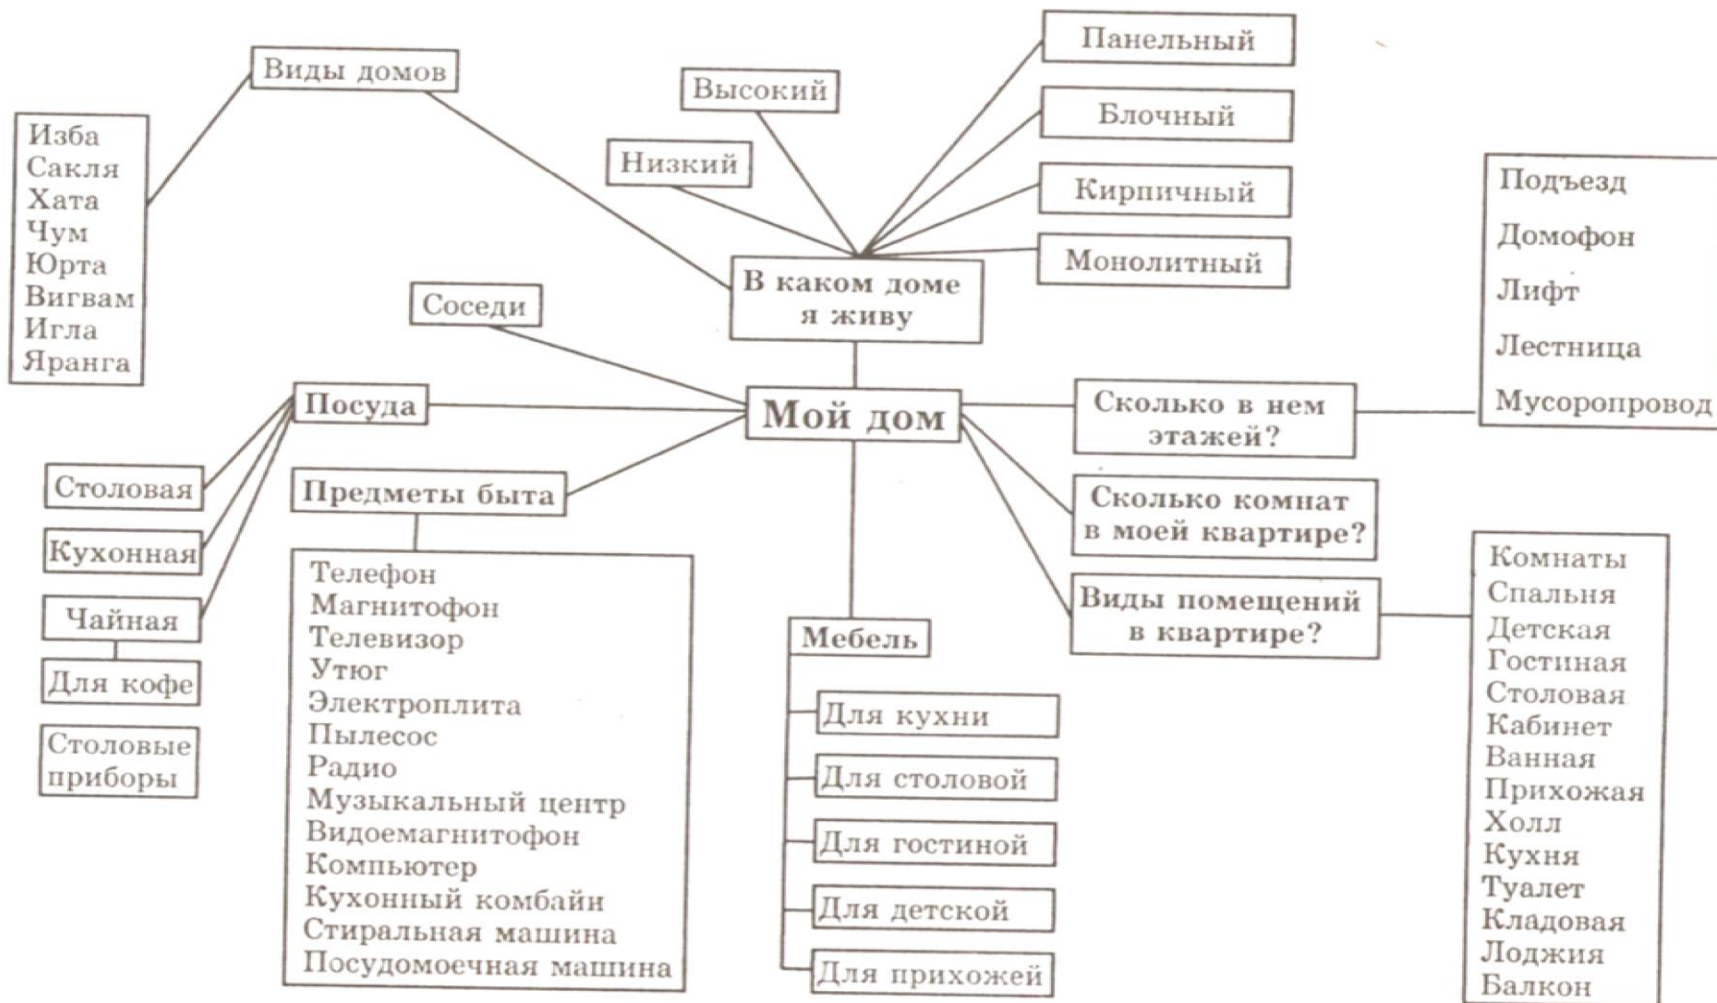 Виды домов
Изба
Сакля
Хата
Чум
Юрта
Вигвам
Игла
Яранга
Высокий
Низкий
Панельный
Блочный
Кирпичный
Монолитный
В каком доме
я живу
Соседи
Подъезд
Домофон
Лифт
Лестница
Мусоропровод
Посуда
Мой дом
Сколько в нем
этажей?
Столовая
Кухонная
Чайная
Для кофе
Столовые
приборы
Предметы быта
Телефон
Магнитофон
Телевизор
Утюг
Электроплита
Пылесос
Радио
Музыкальный центр
Видоемагнитофон
Компьютер
Кухонный комбайн
Стиральная машина
Посудомоечная машина
Мебель
Для кухни
Для столовой
Для гостиной
Для детской
Для прихожей
Сколько комнат
в моей квартире?
Виды помещений
в квартире?
Комнаты
Спальня
Детская
Гостиная
Столовая
Кабинет
Ванная
Прихожая
Холл
Кухня
Туалет
Кладовая
Лоджия
Балкон